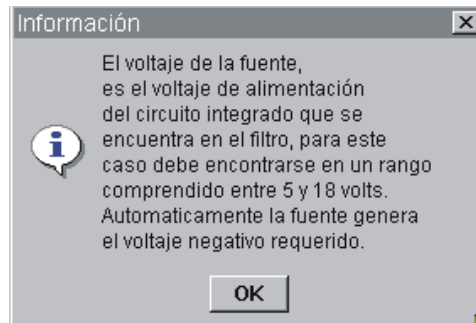 Información
El voltaje de la fuente,
es el voltaje de alimentación
del circuito integrado que se
encuentra en el filtro, para este
caso debe encontrarse en un rango
comprendido entre 5 y 18 volts.
Automaticamente la fuente genera
el voltaje negativo requerido.
OK